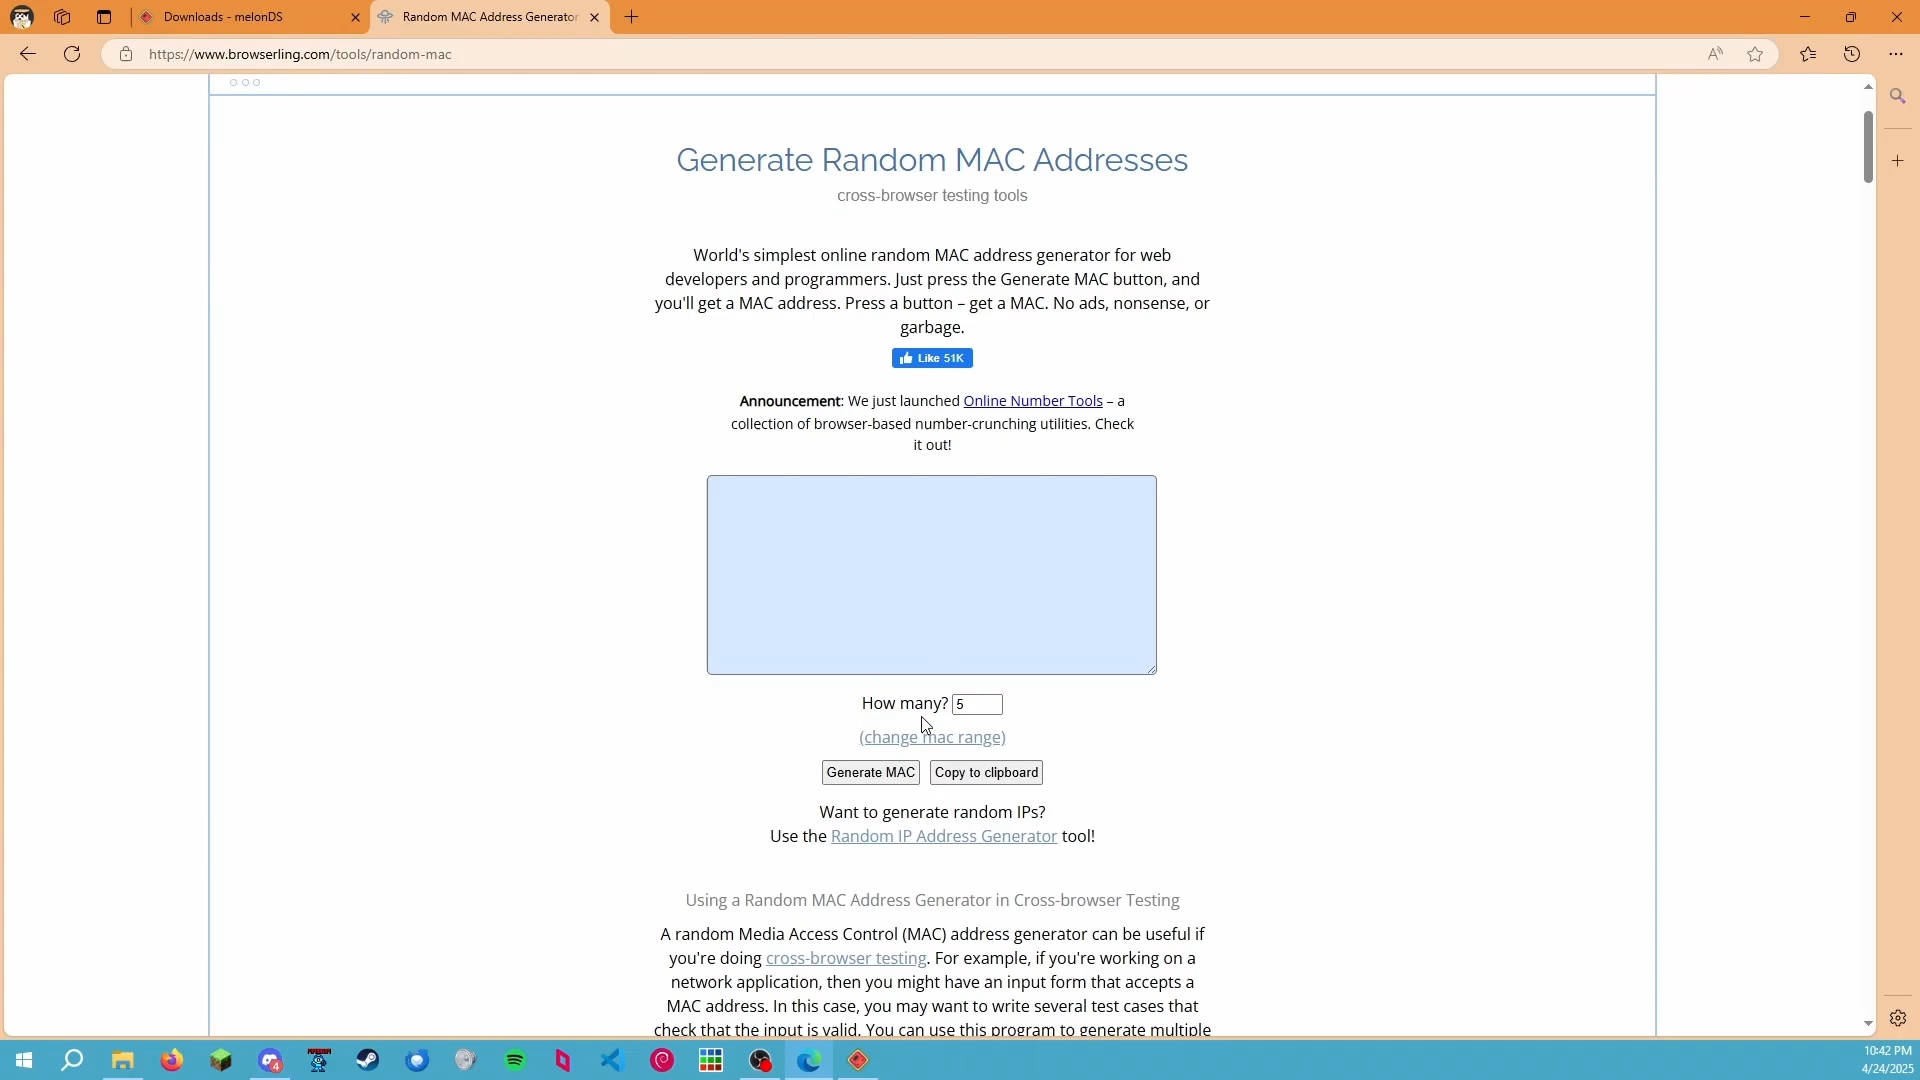 Downloads - melonDS
Random MAC Address Generator
https://www.browserling.com/tools/random-mac
Generate Random MAC Addresses
cross-browser testing tools
World's simplest online random MAC address generator for web
developers and programmers. Just press the Generate MAC button, and
you'll get a MAC address. Press a button – get a MAC. No ads, nonsense, or
garbage.
Like 51K
Announcement: We just launched Online Number Tools – a
collection of browser-based number-crunching utilities. Check
it out!
How many? 5
(change mac range)
Generate MAC Copy to clipboard
Want to generate random IPs?
Use the Random IP Address Generator tool!
Using a Random MAC Address Generator in Cross-browser Testing
A random Media Access Control (MAC) address generator can be useful if
you're doing cross-browser testing. For example, if you're working on a
network application, then you might have an input form that accepts a
MAC address. In this case, you may want to write several test cases that
check that the input is valid. You can use this program to generate multiple
4
10:42 PM
4/24/2025